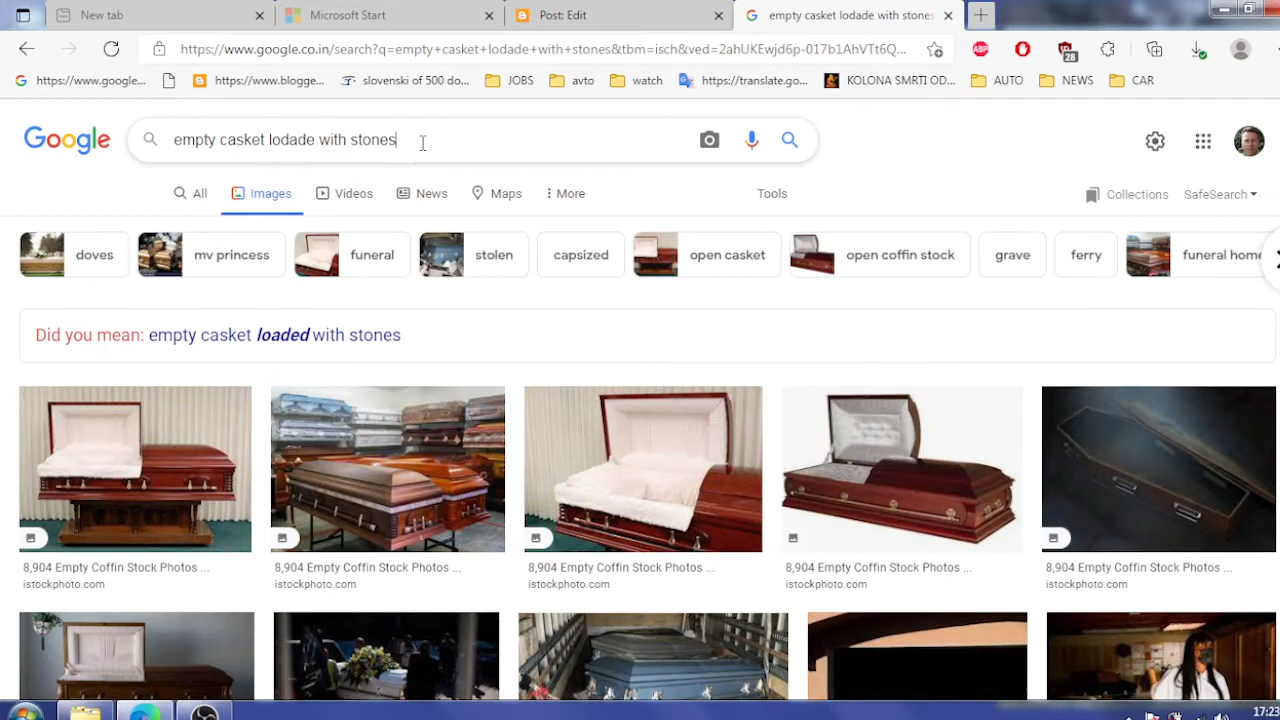 New tab
Microsoft Start
Post: Edit
empty casket lodade with stones
https://www.google.co.in/search?q=empty+casket+lodade+with+stones&tbm=isch&ved=2ahUKEwjd6p-017b1AhVTt6Q...
ABP
28
https://www.google...
https://www.blogge...
slovenski of 500 do...
JOBS
avto
watch
https://translate.go...
KOLONA SMRTI OD...
AUTO
NEWS
CAR
Google
empty casket lodade with stones
All
Images
Videos
News
Maps
More
Tools
Collections
SafeSearch
doves
mv princess
funeral
stolen
capsized
open casket
open coffin stock
grave
ferry
funeral home
Did you mean: empty casket loaded with stones
8,904 Empty Coffin Stock Photos ...
istockphoto.com
8,904 Empty Coffin Stock Photos ...
istockphoto.com
8,904 Empty Coffin Stock Photos ...
istockphoto.com
8,904 Empty Coffin Stock Photos ...
istockphoto.com
8,904 Empty Coffin Stock Photos ...
istockphoto.com
17:23